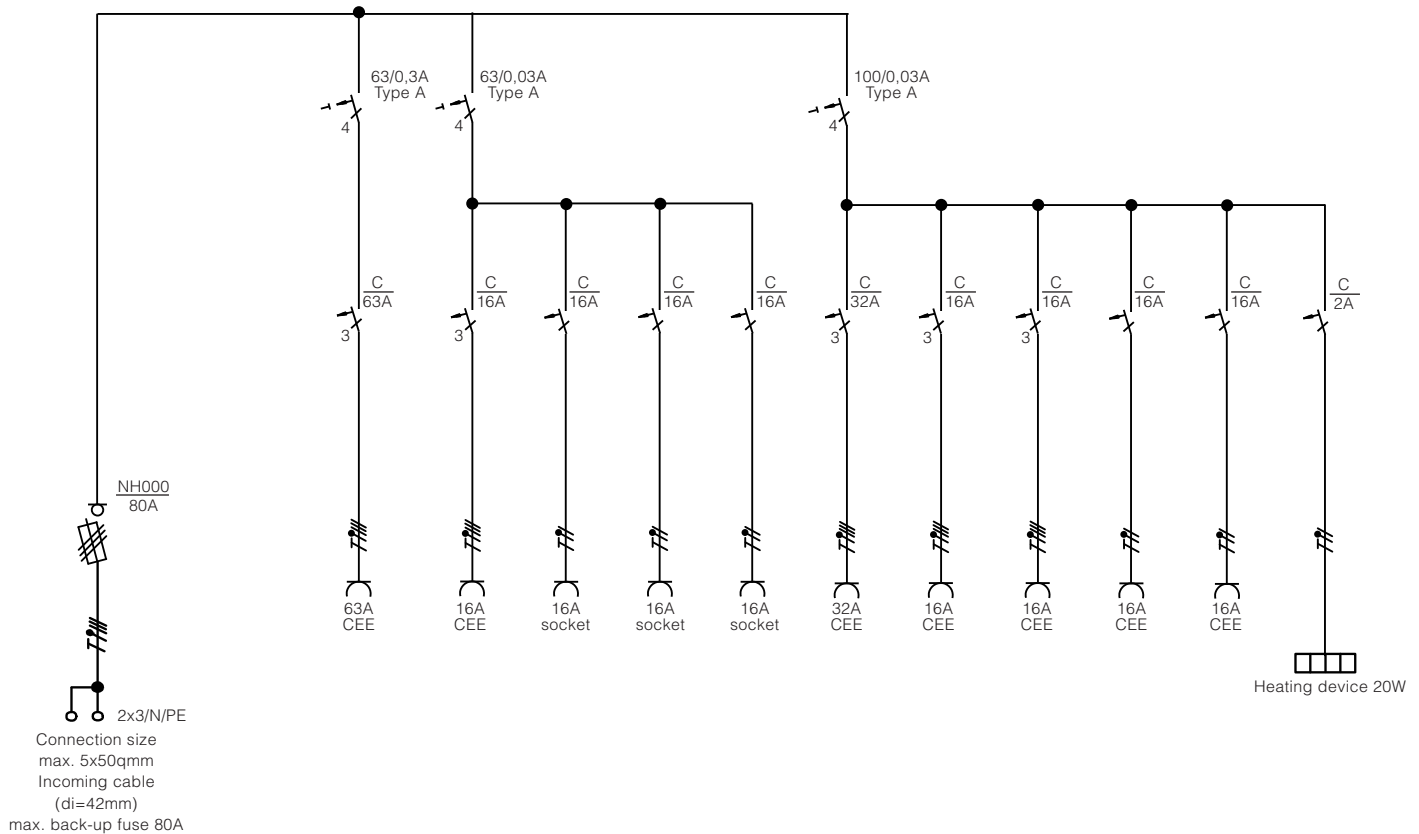 63/0,3A
Type A
4
63/0,03A
Type A
4
100/0,03A
Type A
4
C
63A
3
C
16A
3
C
16A
C
16A
C
16A
C
32A
3
C
16A
3
C
16A
3
C
16A
C
16A
C
2A
NH000
80A
63A
CEE
16A
CEE
16A
socket
16A
socket
16A
socket
32A
CEE
16A
CEE
16A
CEE
16A
CEE
16A
CEE
Heating device 20W
2x3/N/PE
Connection size
max. 5x50qmm
Incoming cable
(di=42mm)
max. back-up fuse 80A